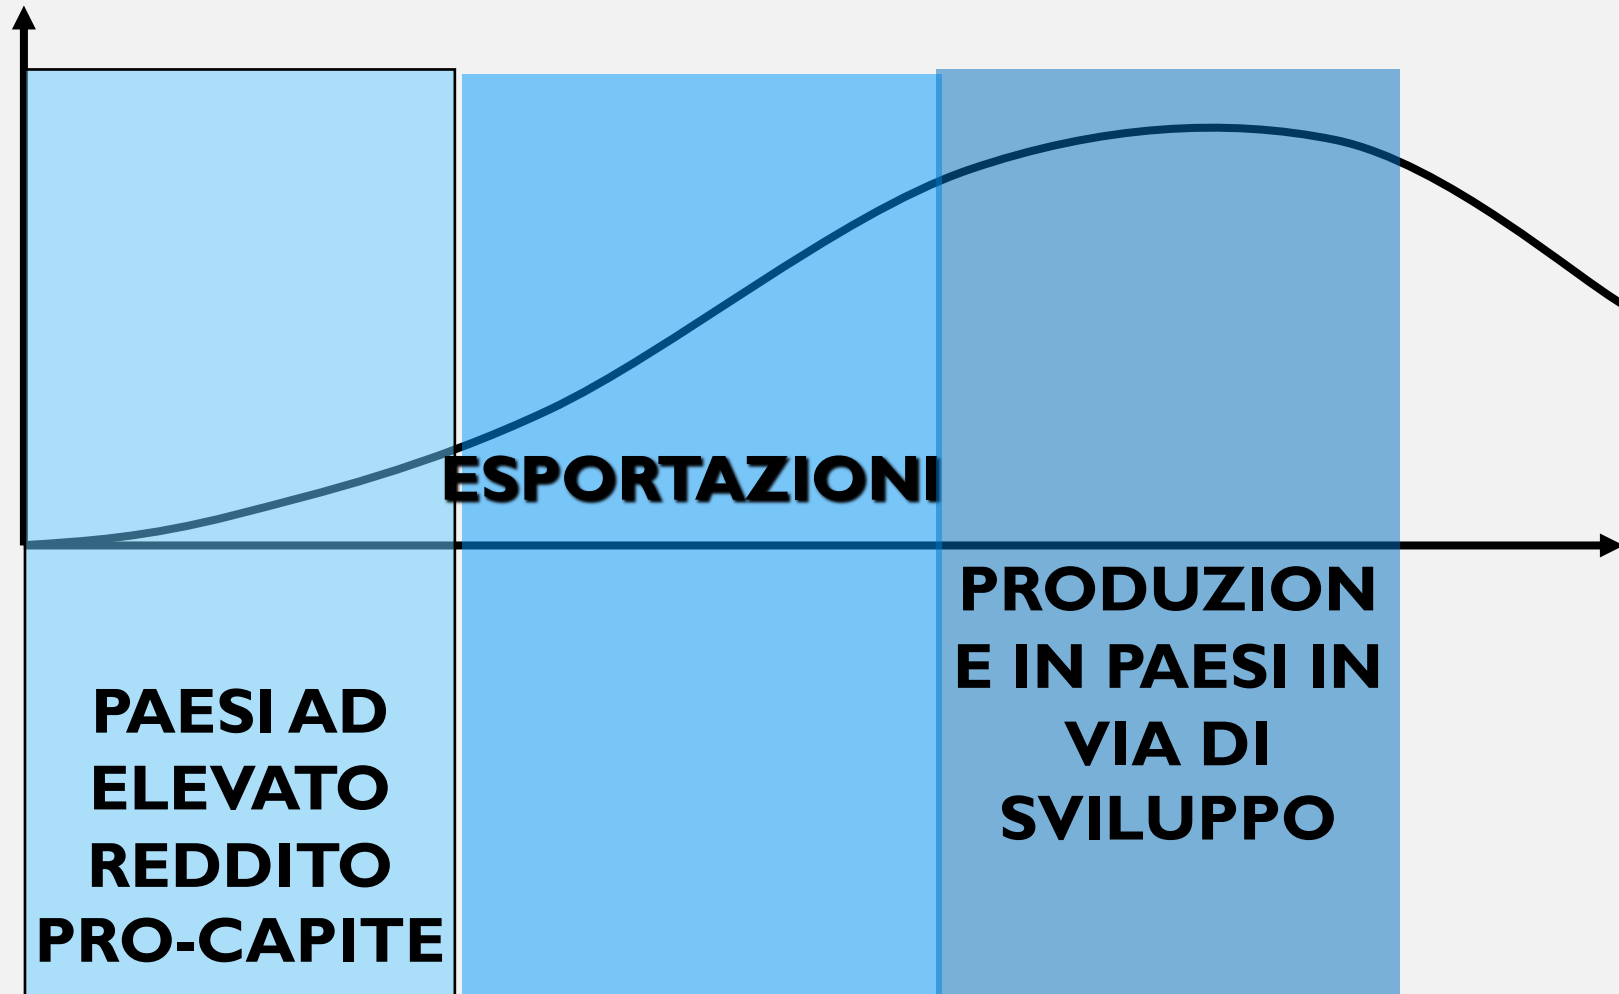 PAESI AD
ELEVATO
REDDITO
PRO-CAPITE
ESPORTAZIONI
PRODUZION
E IN PAESI IN
VIA DI
SVILUPPO